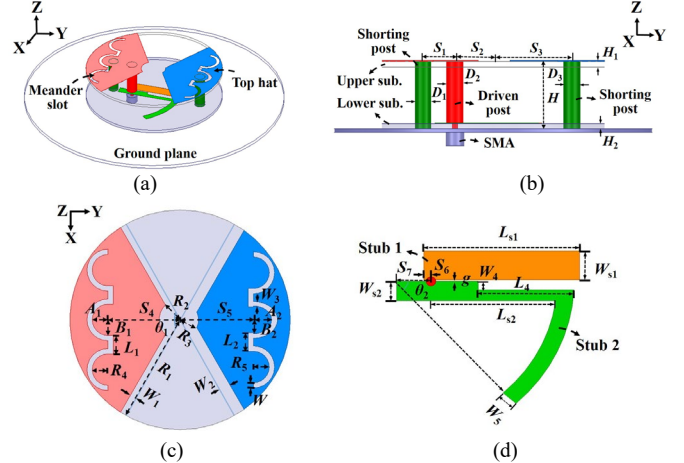 Z
X
Y
Meander
slot
Top hat
Ground plane
(a)
Z
X
Y
Shorting
post
S1
S2
S3
H1
Upper sub.
D2
D3
Lower sub.
D1
H
Driven
post
Shorting
post
SMA
H2
(b)
Z
Y
X
A1
S4
R2
S5
W3
A2
B1
θ1
R3
B2
L1
L2
R4
R1
R5
W2
W1
W
(c)
Ls1
Stub 1
S7
S6
Ws1
g
W4
L4
Ws2
θ2
Ls2
Stub 2
W5
(d)